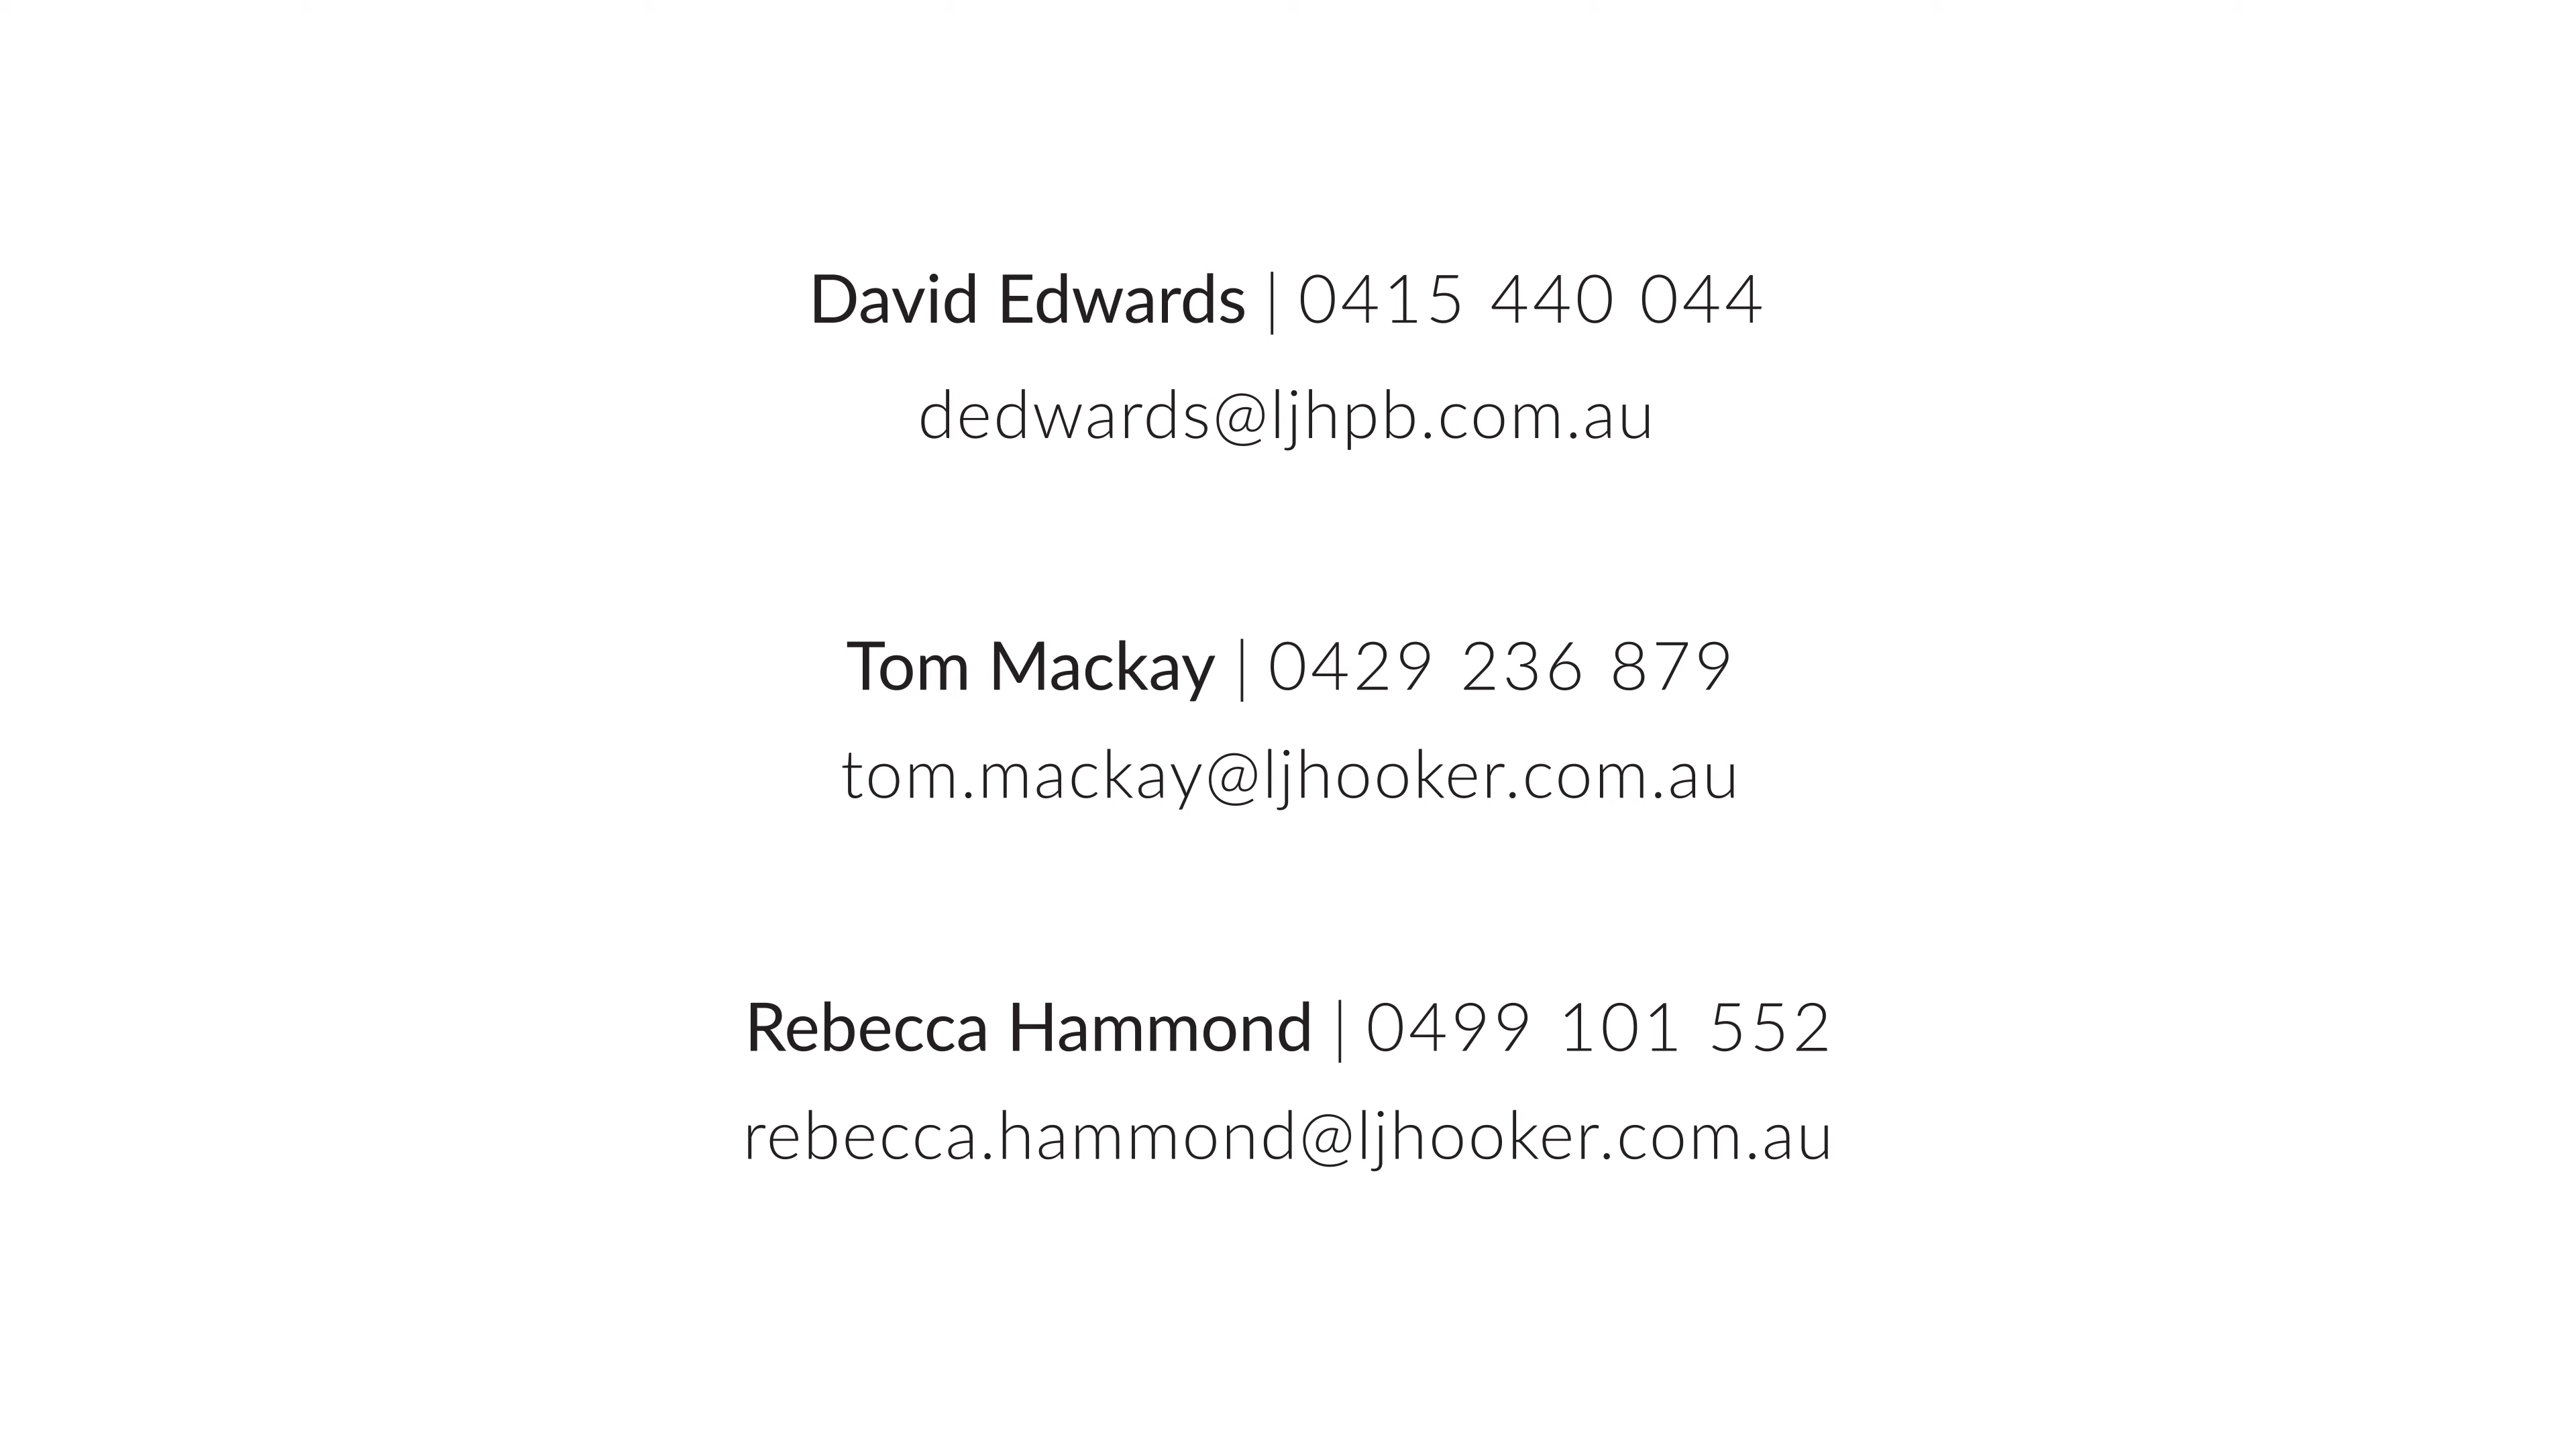 David Edwards | 0415 440 044
dedwards@ljhpb.com.au
Tom Mackay | 0429 236 879
tom.mackay@ljhooker.com.au
Rebecca Hammond | 0499 101 552
rebecca.hammond@ljhooker.com.au